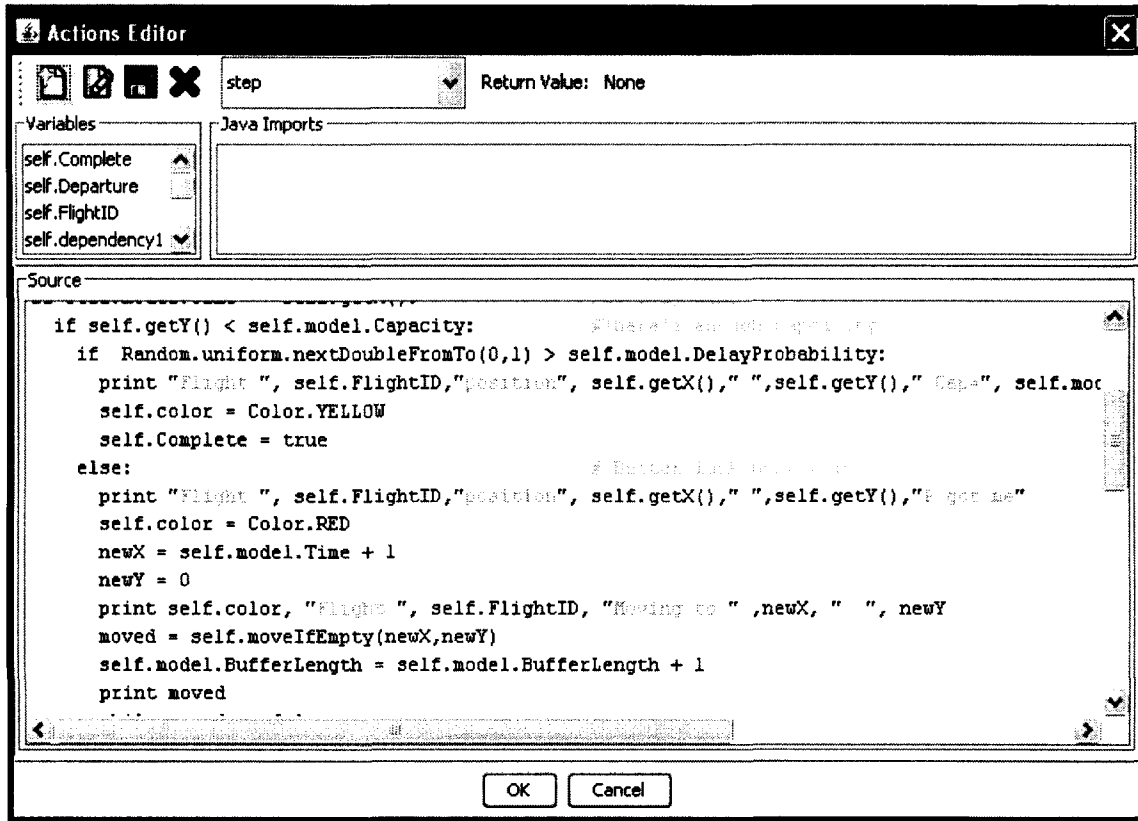 Actions Editor
step
Return Value: None
Variables
Java Imports
self.Complete
self.Departure
self.FlightID
self.dependency1
Source
if self.getY() < self.model.Capacity:
if Random.uniform.nextDoubleFromTo(0,1) > self.model.DelayProbability:
print "Flight ", self.FlightID,"position", self.getX()," ",self.getY()," Capa", self.moc
self.color = Color.YELLOW
self.Complete = true
else:
print "Flight ", self.FlightID,"position", self.getX()," ",self.getY()," got me"
self.color = Color.RED
newX = self.model.Time + 1
newY = 0
print self.color, "Flight ", self.FlightID, "Moving to " ,newX, " ", newY
moved = self.moveIfEmpty(newX,newY)
self.model.BufferLength = self.model.BufferLength + 1
print moved
OK
Cancel